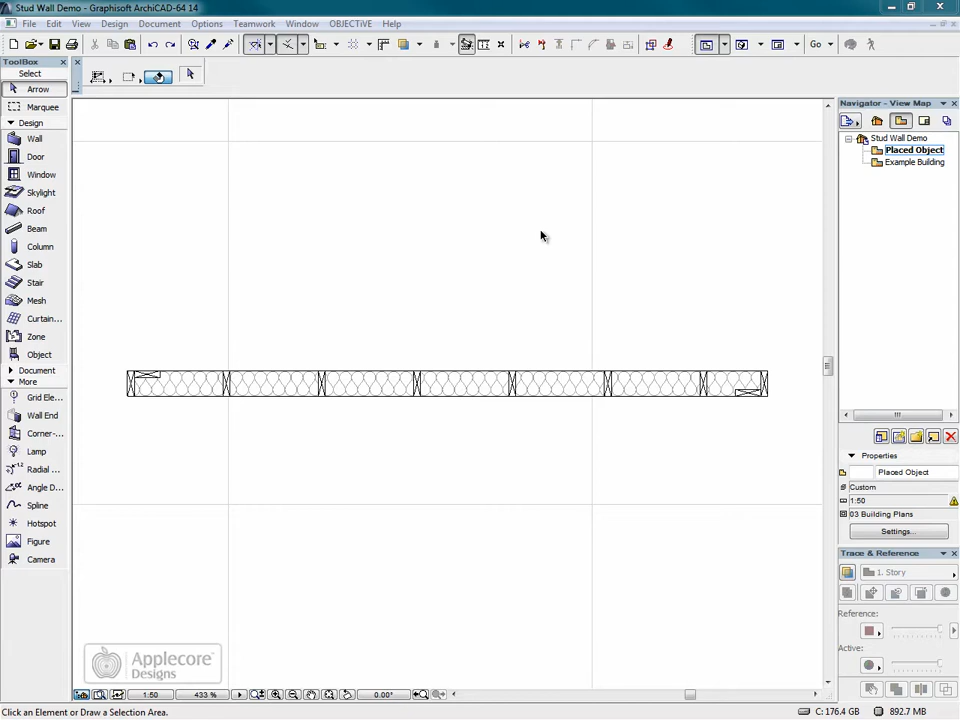 Stud Wall Demo - Graphisoft ArchiCAD-64 14
File Edit View Design Document Options Teamwork Window OBJECTiVE Help
Go
ToolBox
Select
Arrow
Marquee
Design
Wall
Door
Window
Skylight
Roof
Beam
Column
Slab
Stair
Mesh
Curtain...
Zone
Object
Document
More
Grid Ele...
Wall End
Corner-...
Lamp
Radial ...
Angle D...
Spline
Hotspot
Figure
Camera
Navigator - View Map
Stud Wall Demo
Placed Object
Example Building
Properties
Placed Object
Custom
1:50
03 Building Plans
Settings...
Trace & Reference
1. Story
Reference:
Active:
Applecore
Designs
1:50 433 % 0.00°
Click an Element or Draw a Selection Area.
C: 176.4 GB 892.7 MB